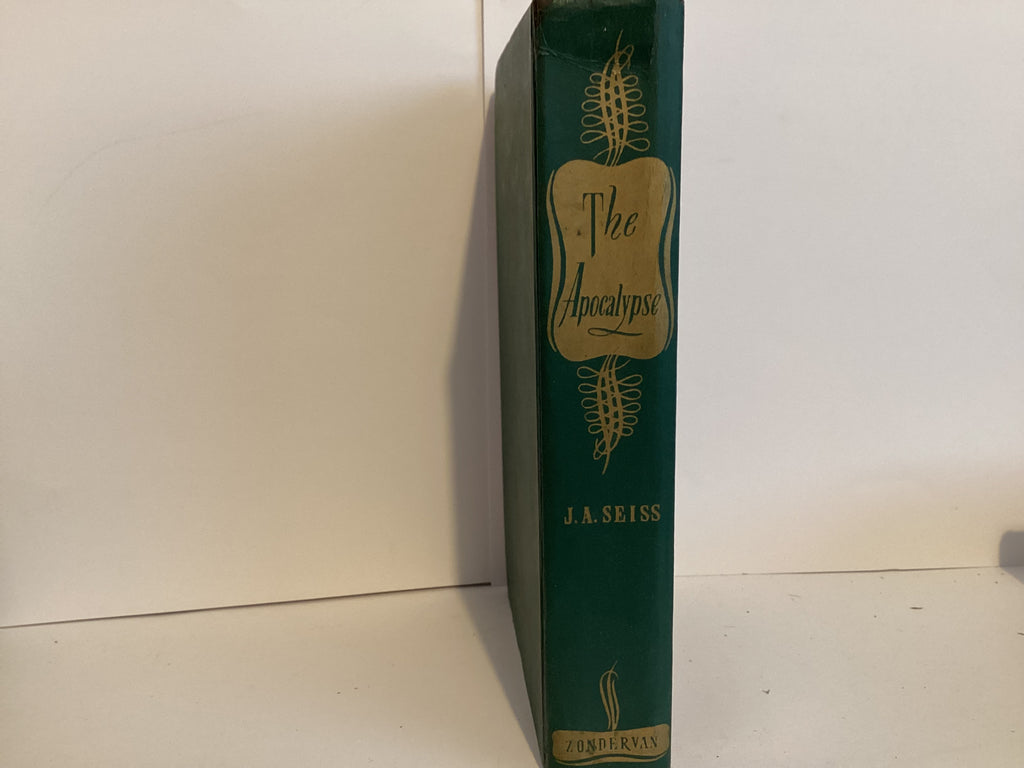 The
Apocalypse
J. A. SEISS
ZONDERVAN